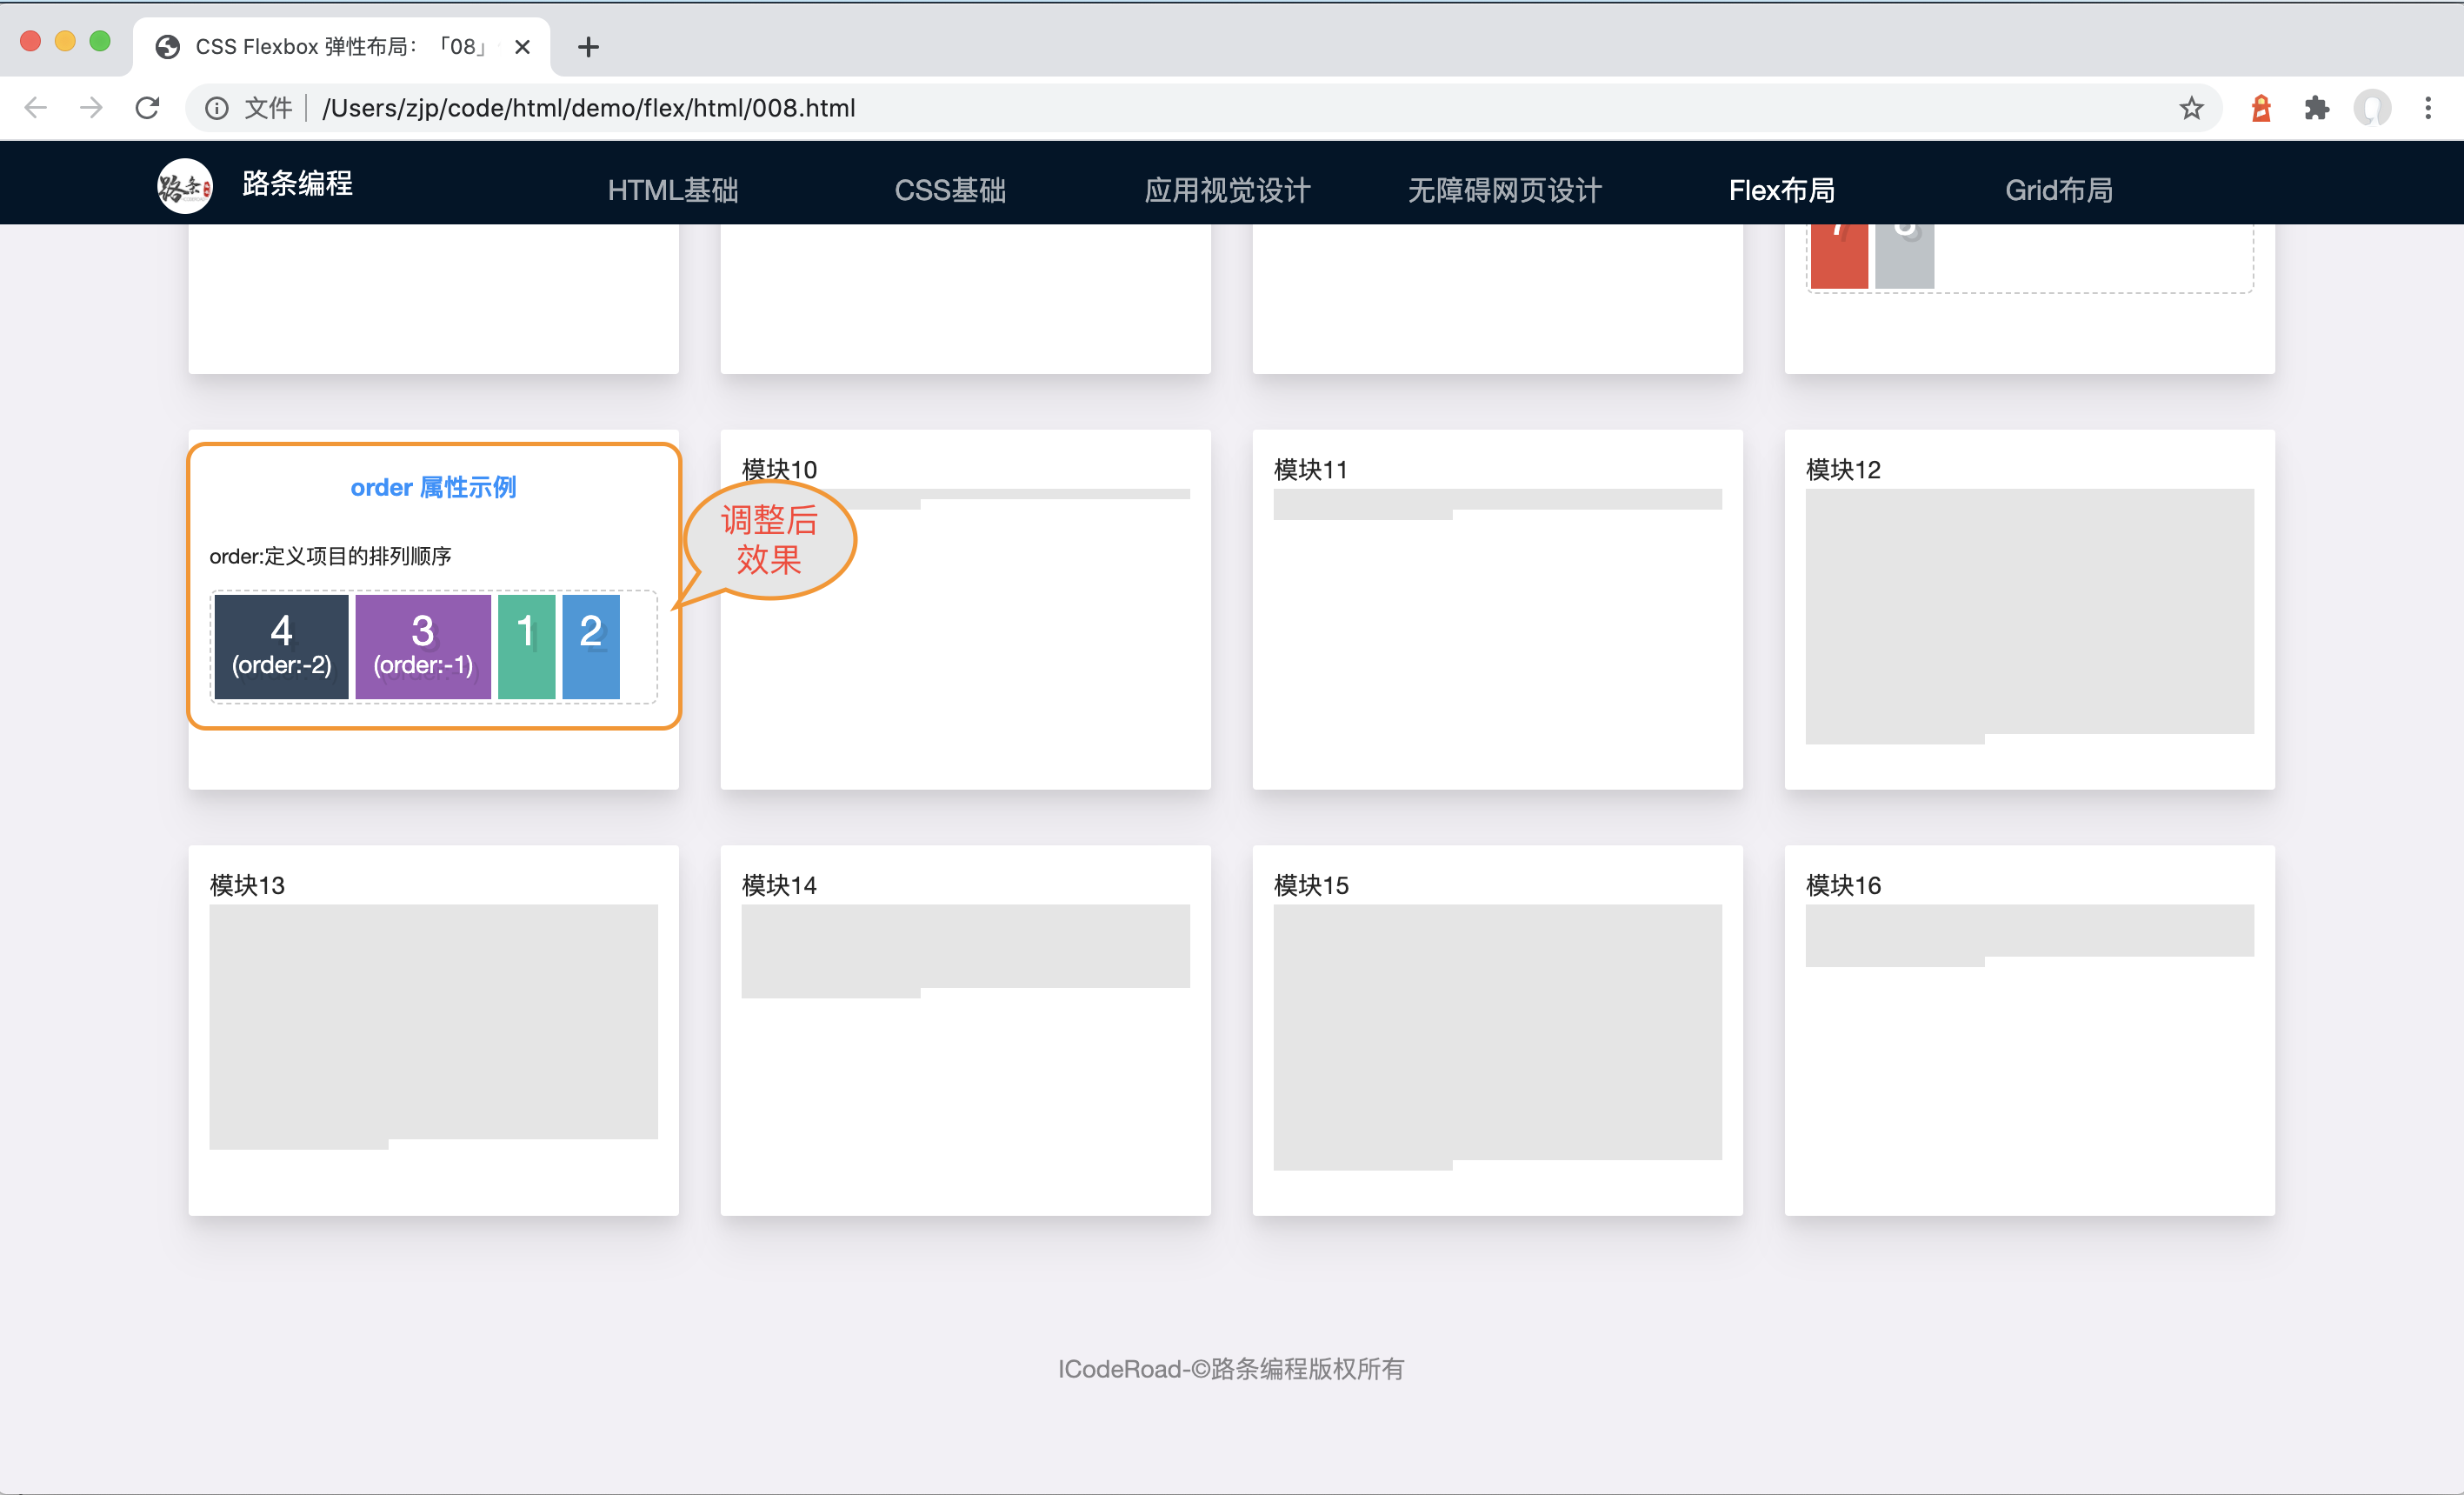 CSS Flexbox 弹性布局：「08」
文件 /Users/zjp/code/html/demo/flex/html/008.html
路条
路条编程
HTML基础
CSS基础
应用视觉设计
无障碍网页设计
Flex布局
Grid布局
order 属性示例
order:定义项目的排列顺序
4
(order:-2)
3
(order:-1)
1
2
调整后
效果
模块10
模块11
模块12
模块13
模块14
模块15
模块16
ICodeRoad-©路条编程版权所有